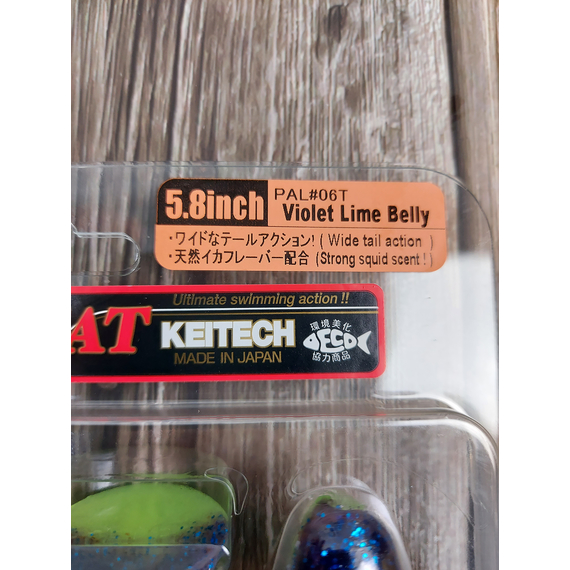 5.8inch
PAL#06T
Violet Lime Belly
・ワイドなテールアクション! ( Wide tail action )
・天然イカフレーバー配合 (Strong squid scent ! )
Ultimate swimming action !!
AT KEITECH
MADE IN JAPAN
環境美化
ECO
協力商品